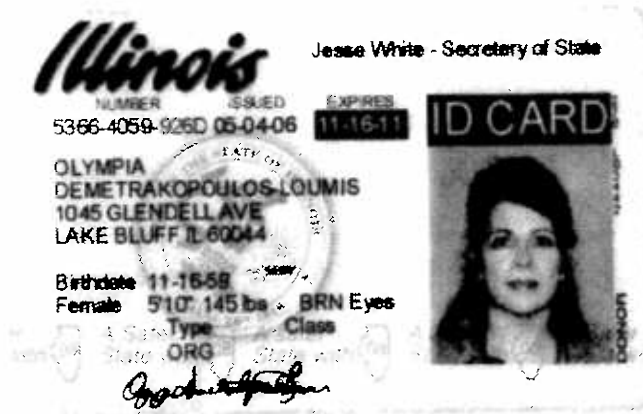 Illinois
Jesse White - Secretary of State
NUMBER ISSUED EXPIRES
5366-4059-926D 05-04-06 11-16-11
ID CARD
OLYMPIA
DEMETRAKOPOULOS-LOUMIS
1045 GLENDELL AVE
LAKE BLUFF IL 60044
Birthdate 11-16-59
Female 5'10" 145 lbs BRN Eyes
Type Class
ORG
DONOR